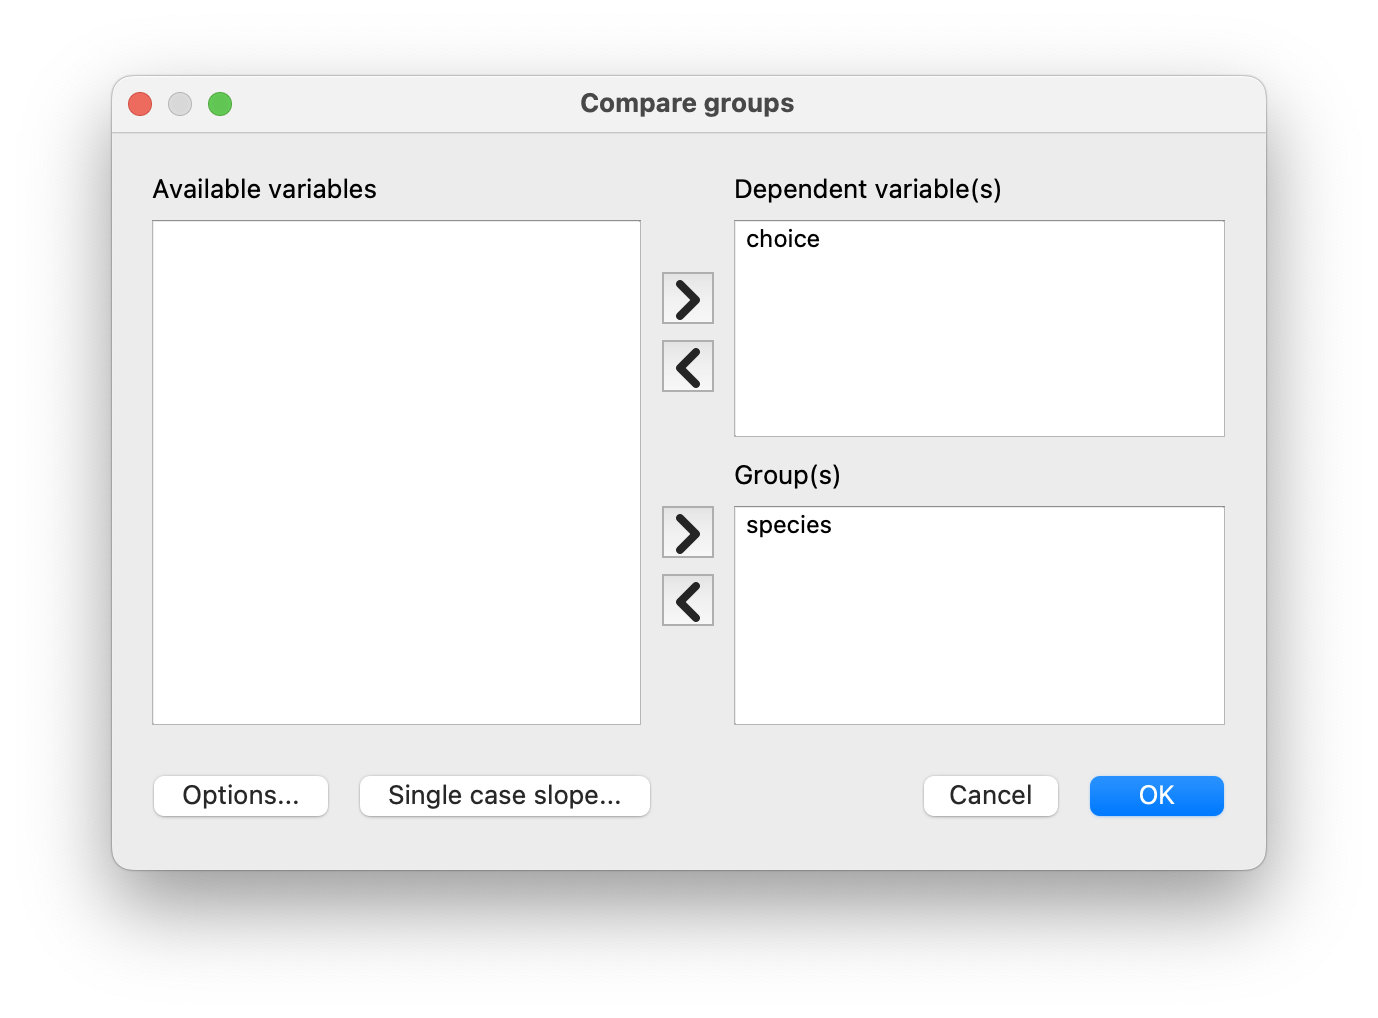 Compare groups
Available variables
Dependent variable(s)
choice
Group(s)
species
Options...
Single case slope...
Cancel
OK